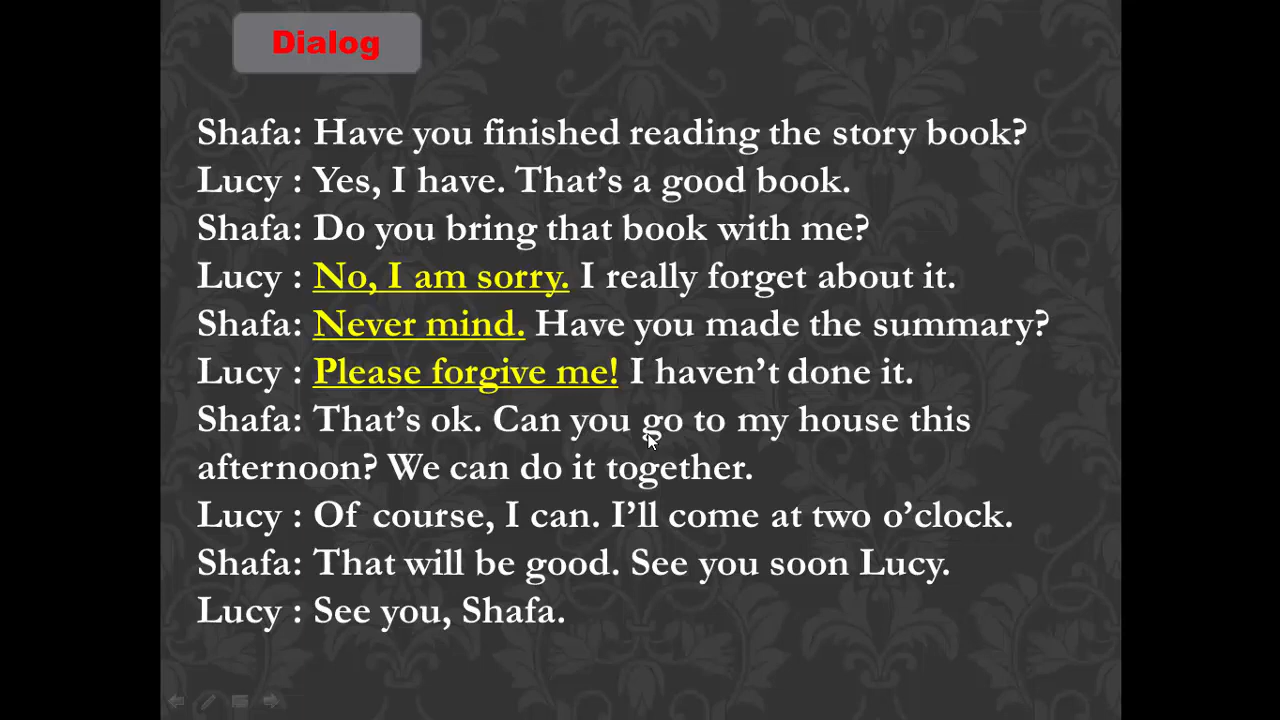 Dialog
Shafa: Have you finished reading the story book?
Lucy : Yes, I have. That’s a good book.
Shafa: Do you bring that book with me?
Lucy : No, I am sorry. I really forget about it.
Shafa: Never mind. Have you made the summary?
Lucy : Please forgive me! I haven’t done it.
Shafa: That’s ok. Can you go to my house this
afternoon? We can do it together.
Lucy : Of course, I can. I’ll come at two o’clock.
Shafa: That will be good. See you soon Lucy.
Lucy : See you, Shafa.